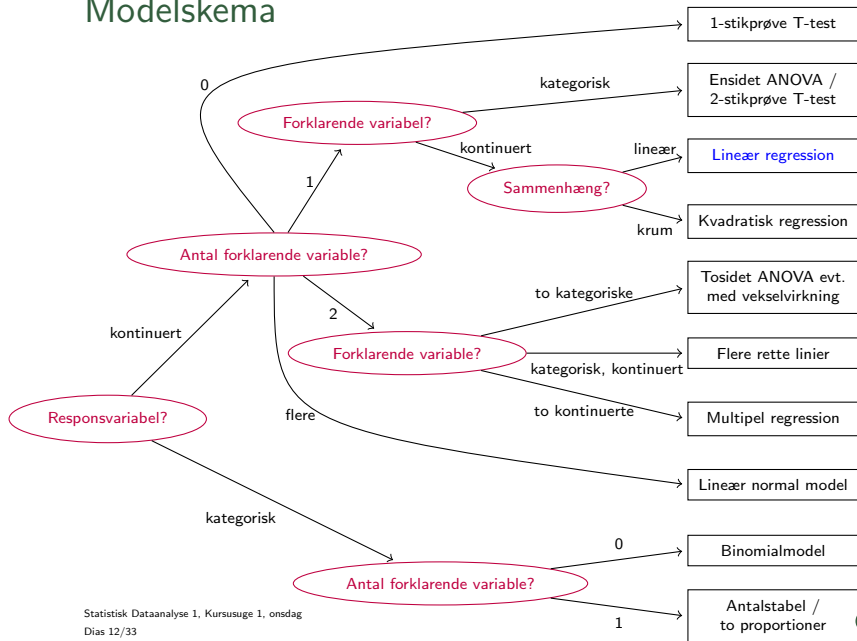 Modelskema
1-stikprøve T-test
0
kategorisk
Ensidet ANOVA /
2-stikprøve T-test
Forklarende variabel?
kontinuert
lineær
Lineær regression
1
Sammenhæng?
krum
Kvadratisk regression
Antal forklarende variable?
to kategoriske
Tosidet ANOVA evt.
med vekselvirkning
2
kontinuert
Forklarende variable?
kategorisk, kontinuert
Flere rette linier
to kontinuerte
Multipel regression
Responsvariabel?
flere
Lineær normal model
kategorisk
0
Binomialmodel
Antal forklarende variable?
1
Antalstabel /
to proportioner
Statistisk Dataanalyse 1, Kursusuge 1, onsdag
Dias 12/33